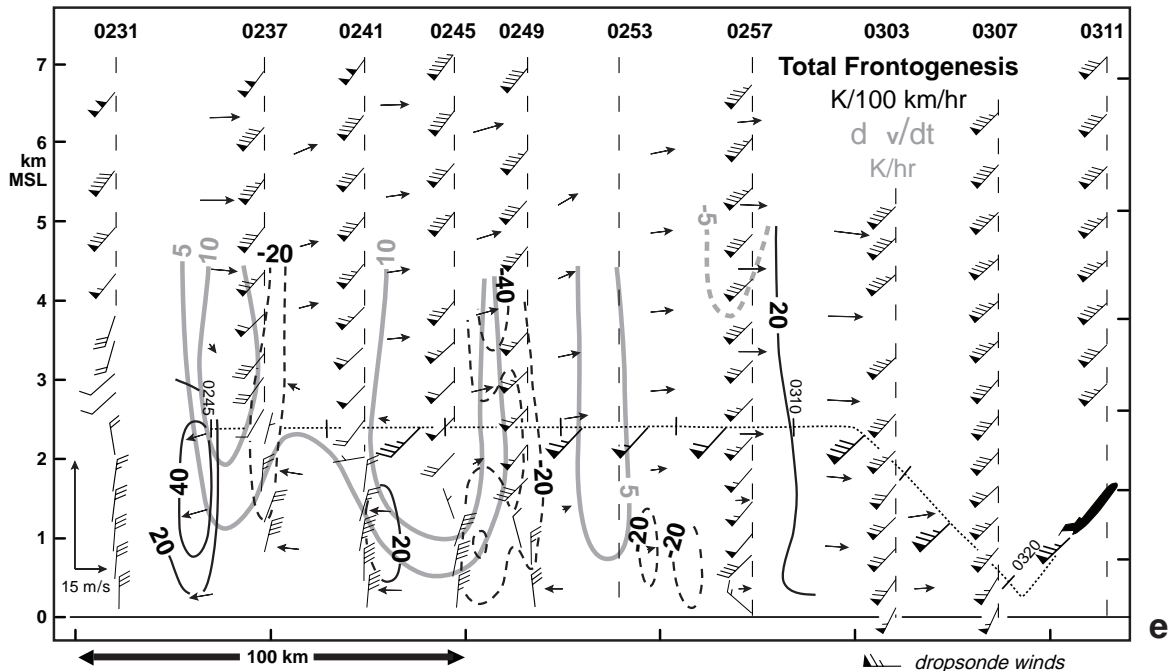 0231 0237 0241 0245 0249 0253 0257 0303 0307 0311
Total Frontogenesis
K/100 km/hr
d v/dt
K/hr
7
6
km
MSL
5
4
3
2
1
0
5
10
-20
10
40
-5
20
0245
0310
40
20
20
20
5
20
20
0320
15 m/s
100 km
dropsonde winds
e